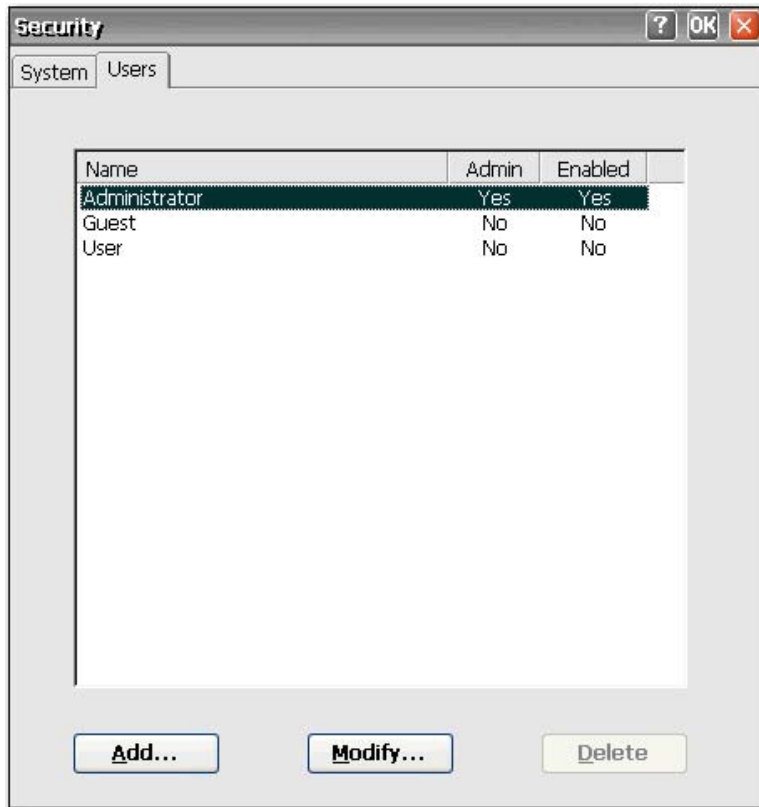 Security ? OK
System Users
Name Admin Enabled
Administrator Yes Yes
Guest No No
User No No
Add... Modify... Delete